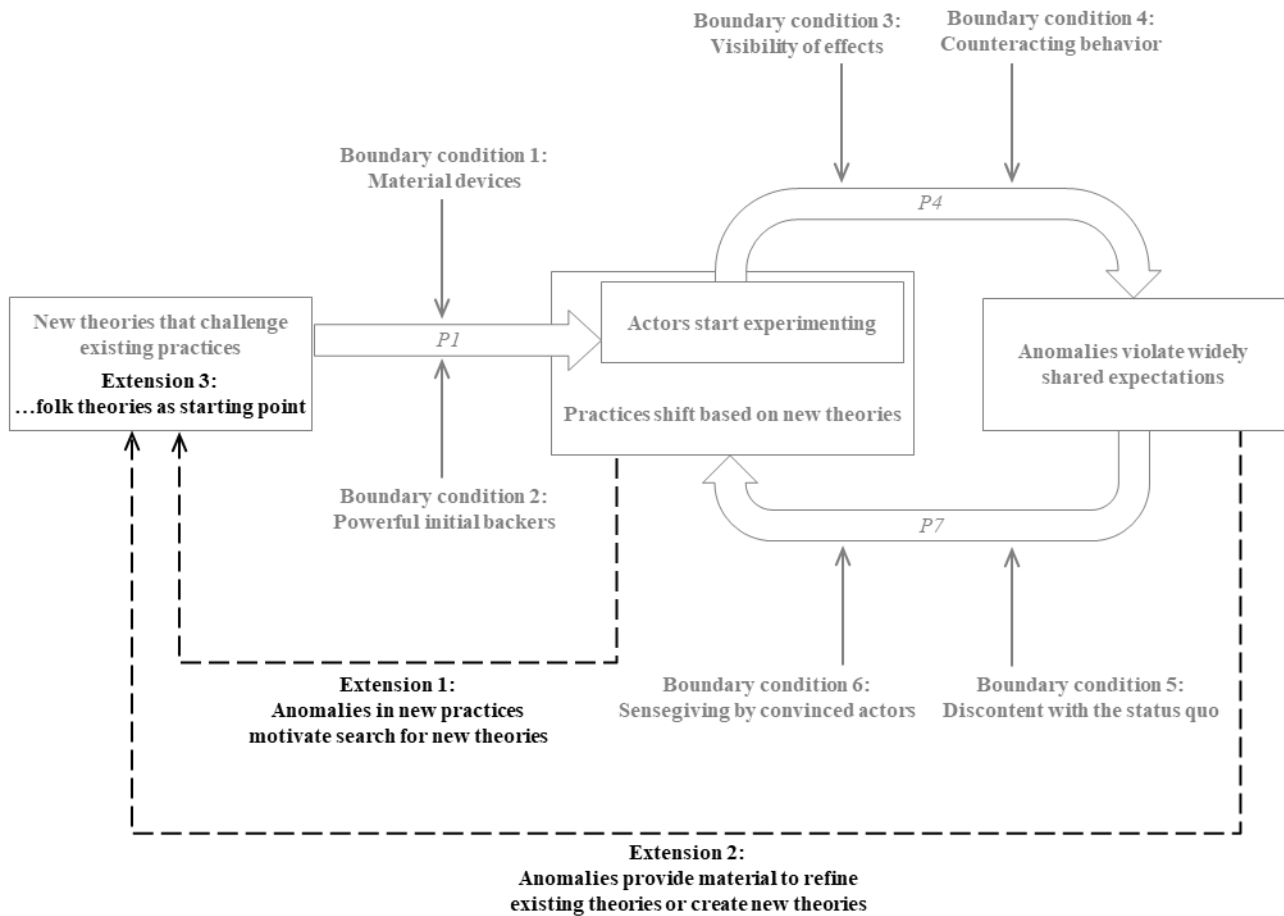 Boundary condition 3:
Visibility of effects
Boundary condition 4:
Counteracting behavior
Boundary condition 1:
Material devices
P4
New theories that challenge
existing practices
Extension 3:
…folk theories as starting point
P1
Actors start experimenting
Practices shift based on new theories
Anomalies violate widely
shared expectations
Boundary condition 2:
Powerful initial backers
P7
Extension 1:
Anomalies in new practices
motivate search for new theories
Boundary condition 6:
Sensegiving by convinced actors
Boundary condition 5:
Discontent with the status quo
Extension 2:
Anomalies provide material to refine
existing theories or create new theories